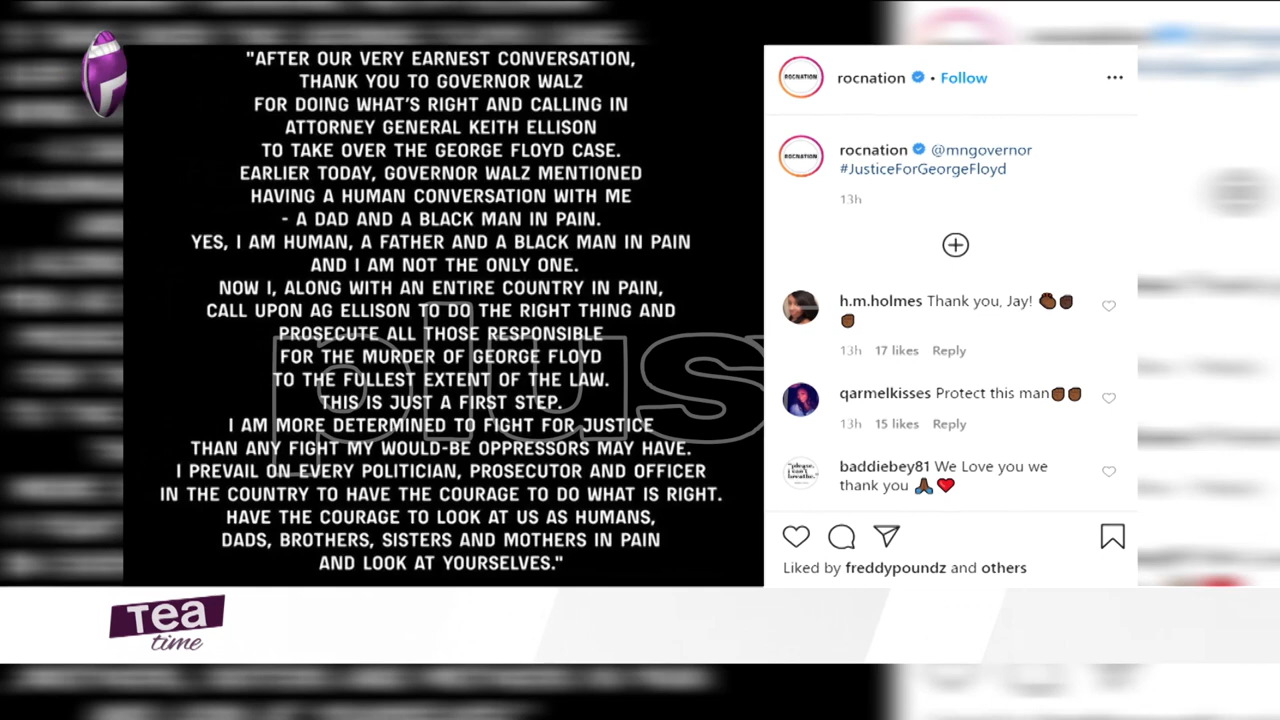 "AFTER OUR VERY EARNEST CONVERSATION,
THANK YOU TO GOVERNOR WALZ
FOR DOING WHAT'S RIGHT AND CALLING IN
ATTORNEY GENERAL KEITH ELLISON
TO TAKE OVER THE GEORGE FLOYD CASE.
EARLIER TODAY, GOVERNOR WALZ MENTIONED
HAVING A HUMAN CONVERSATION WITH ME
- A DAD AND A BLACK MAN IN PAIN.
YES, I AM HUMAN, A FATHER AND A BLACK MAN IN PAIN
AND I AM NOT THE ONLY ONE.
NOW I, ALONG WITH AN ENTIRE COUNTRY IN PAIN,
CALL UPON AG ELLISON TO DO THE RIGHT THING AND
PROSECUTE ALL THOSE RESPONSIBLE
FOR THE MURDER OF GEORGE FLOYD
TO THE FULLEST EXTENT OF THE LAW.
THIS IS JUST A FIRST STEP.
I AM MORE DETERMINED TO FIGHT FOR JUSTICE
THAN ANY FIGHT MY WOULD-BE OPPRESSORS MAY HAVE.
I PREVAIL ON EVERY POLITICIAN, PROSECUTOR AND OFFICER
IN THE COUNTRY TO HAVE THE COURAGE TO DO WHAT IS RIGHT.
HAVE THE COURAGE TO LOOK AT US AS HUMANS,
DADS, BROTHERS, SISTERS AND MOTHERS IN PAIN
AND LOOK AT YOURSELVES."
plus
ROCNATION
rocnation • Follow
ROCNATION
rocnation @mngovernor
#JusticeForGeorgeFloyd
13h
h.m.holmes Thank you, Jay! ✊🏾✊🏿
✊🏾
13h 17 likes Reply
qarmelkisses Protect this man✊🏾✊🏾
13h 15 likes Reply
"please,
i can't
breathe."
baddiebey81 We Love you we
thank you 🙏🏾❤️
Liked by freddypoundz and others
Tea
time